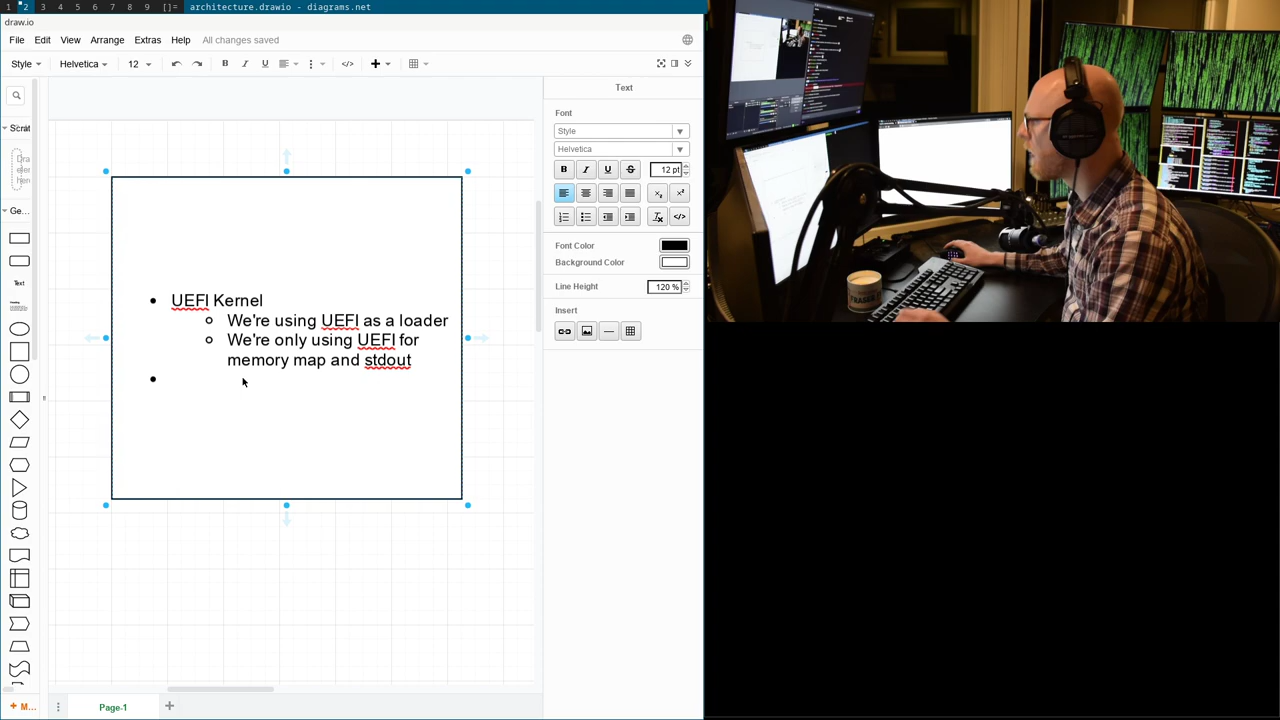 1 2 3 4 5 6 7 8 9 []= architecture.drawio - diagrams.net
draw.io
File Edit View Extras Help All changes saved
Style Helvetica 12 B I U
Text
Font
Style
Helvetica
B I U S 12 pt
Font Color
Background Color
Line Height 120 %
Insert
Scrat
Ge...
Text
• UEFI Kernel
○ We're using UEFI as a loader
○ We're only using UEFI for
memory map and stdout
•
+ M...
Page-1